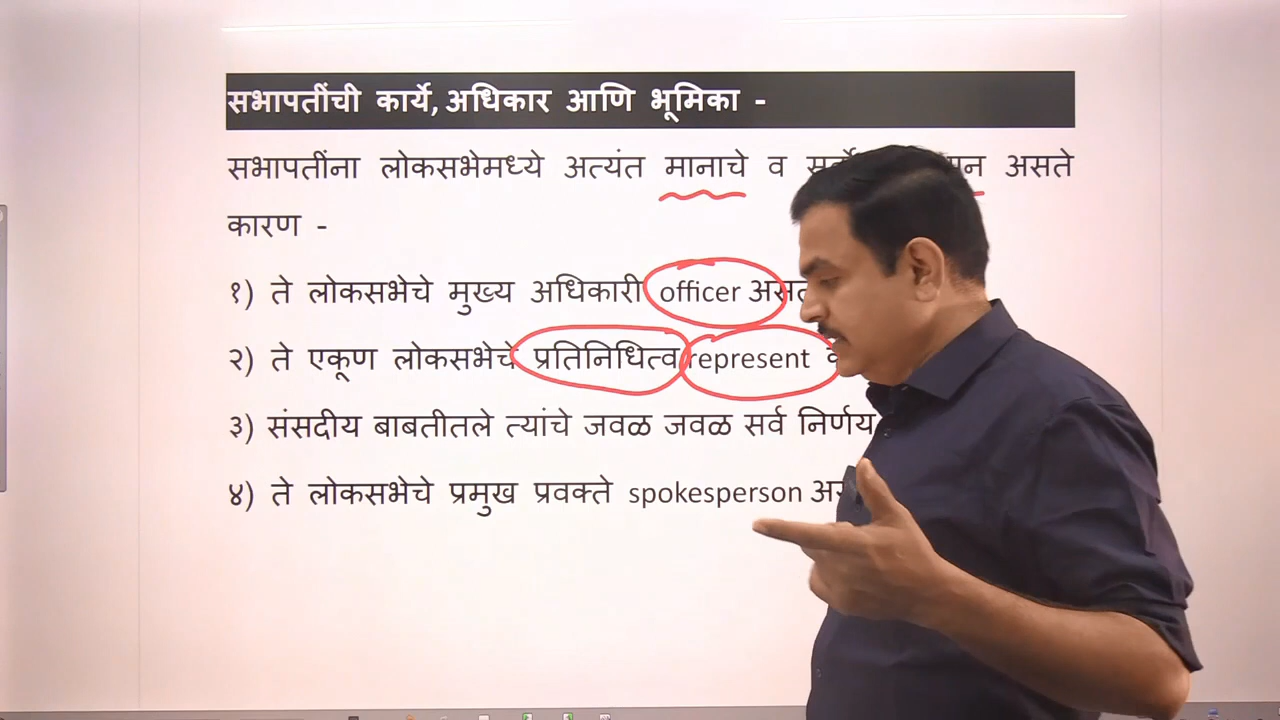 सभापतींची कार्ये, अधिकार आणि भूमिका -
सभापतींना लोकसभेमध्ये अत्यंत मानाचे व असते
कारण -
१) ते लोकसभेचे मुख्य अधिकारी officer
२) ते एकूण लोकसभेचे प्रतिनिधित्व represent
३) संसदीय बाबतीतले त्यांचे जवळ जवळ सर्व निर्णय
४) ते लोकसभेचे प्रमुख प्रवक्ते spokesperson